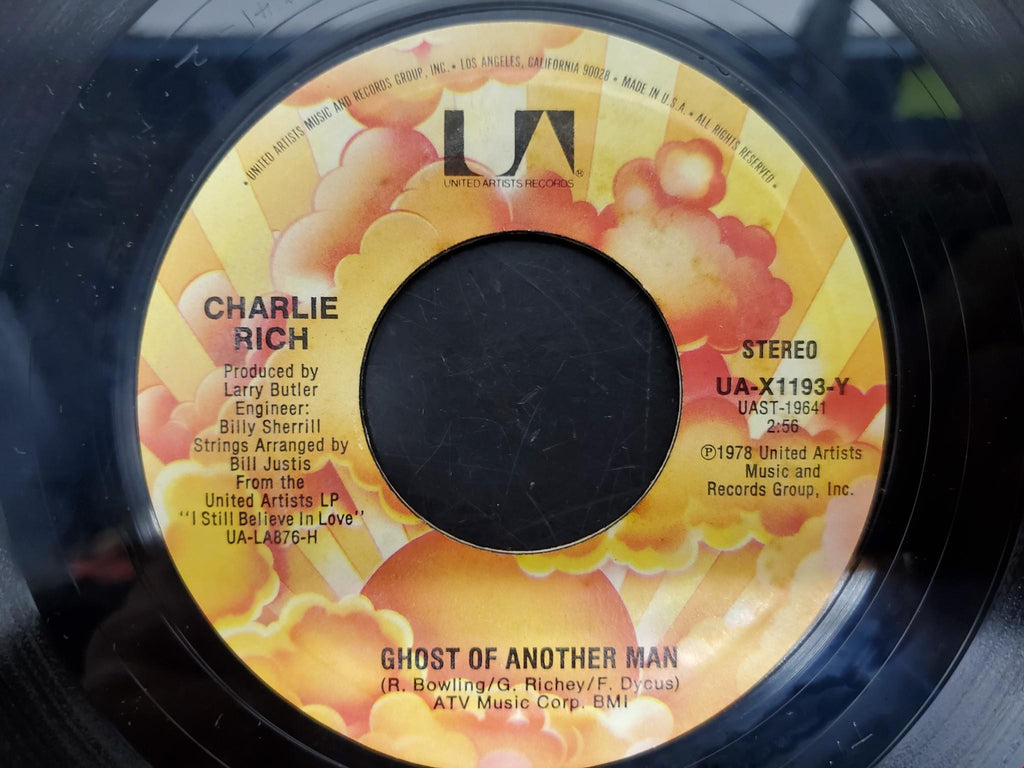 • UNITED ARTISTS MUSIC AND RECORDS GROUP, INC. • LOS ANGELES, CALIFORNIA 90028 • MADE IN U.S.A. • ALL RIGHTS RESERVED •
UA®
UNITED ARTISTS RECORDS
CHARLIE
RICH
Produced by
Larry Butler
Engineer:
Billy Sherrill
Strings Arranged by
Bill Justis
From the
United Artists LP
"I Still Believe In Love"
UA-LA876-H
STEREO
UA-X1193-Y
UAST-19641
2:56
℗1978 United Artists
Music and
Records Group, Inc.
GHOST OF ANOTHER MAN
(R. Bowling/G. Richey/F. Dycus)
ATV Music Corp. BMI